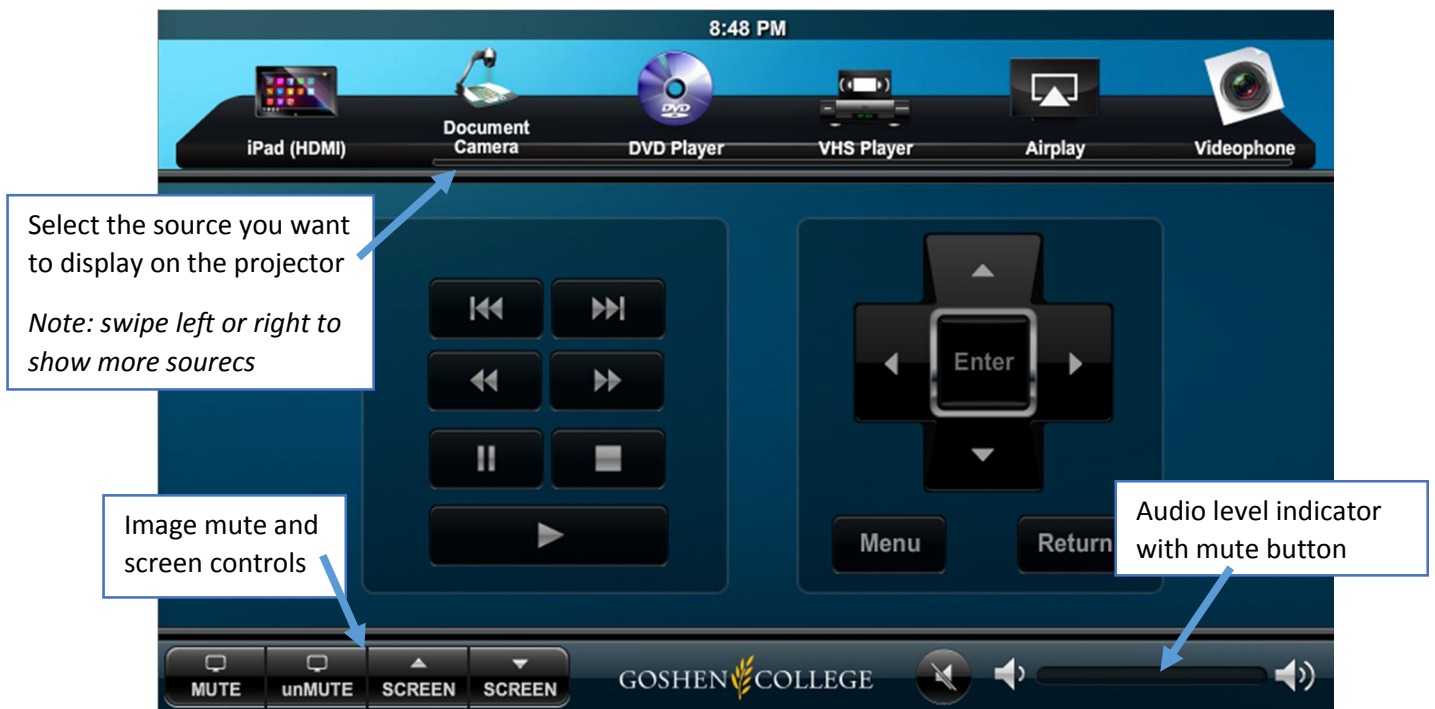 8:48 PM
iPad (HDMI)
Document
Camera
DVD
DVD Player
VHS Player
Airplay
Videophone
Select the source you want
to display on the projector
Note: swipe left or right to
show more sourecs
Enter
Menu
Return
Image mute and
screen controls
Audio level indicator
with mute button
MUTE
unMUTE
SCREEN
SCREEN
GOSHEN COLLEGE